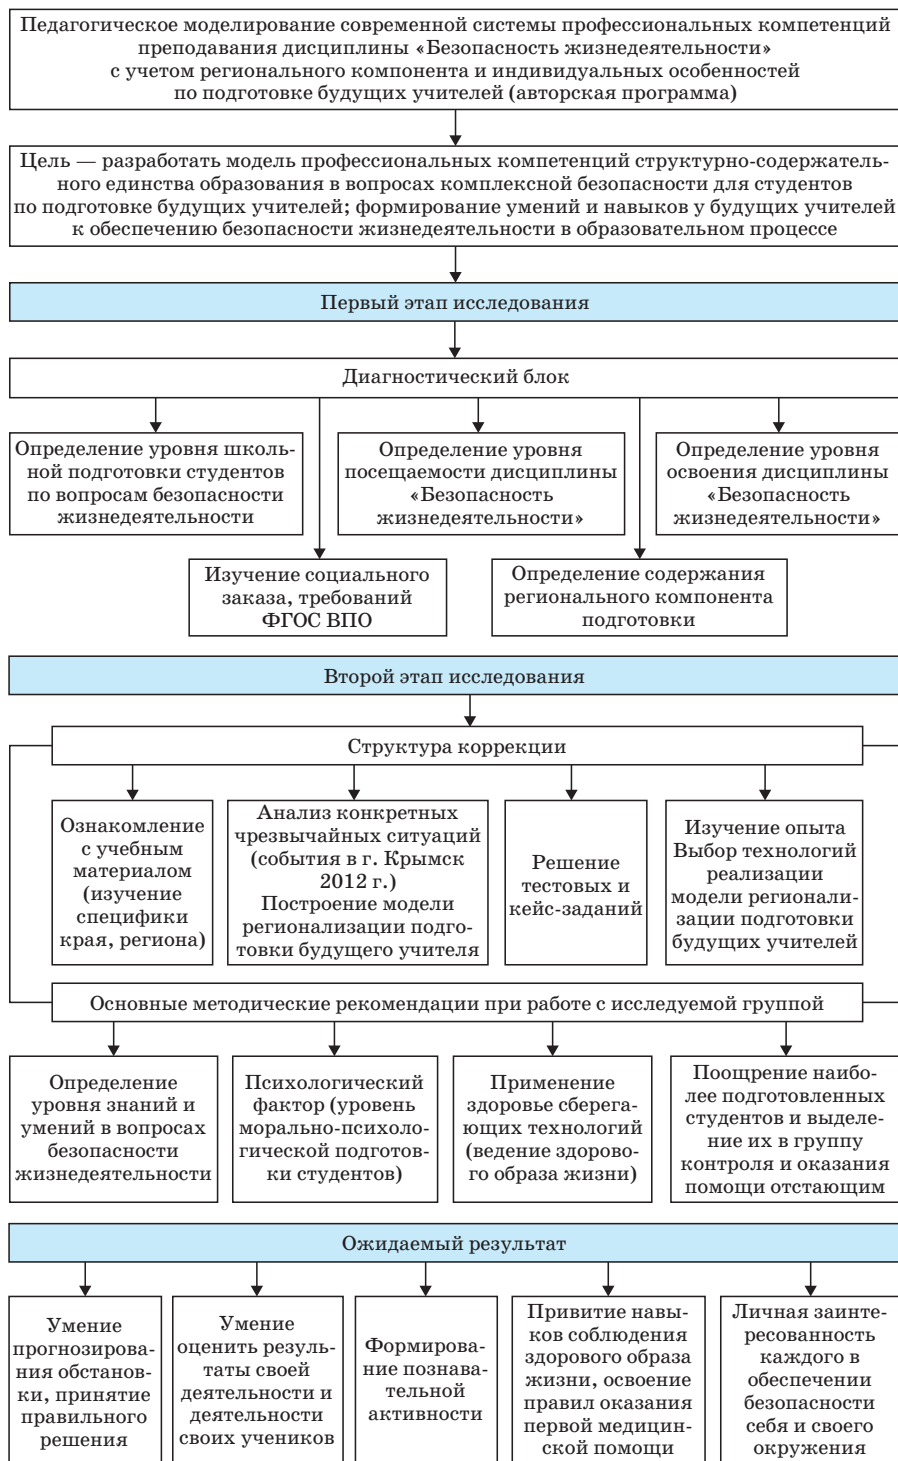 Педагогическое моделирование современной системы профессиональных компетенций
преподавания дисциплины «Безопасность жизнедеятельности»
с учетом регионального компонента и индивидуальных особенностей
по подготовке будущих учителей (авторская программа)
Цель — разработать модель профессиональных компетенций структурно-содержатель-
ного единства образования в вопросах комплексной безопасности для студентов
по подготовке будущих учителей; формирование умений и навыков у будущих учителей
к обеспечению безопасности жизнедеятельности в образовательном процессе
Первый этап исследования
Диагностический блок
Определение уровня школь-
ной подготовки студентов
по вопросам безопасности
жизнедеятельности
Определение уровня
посещаемости дисциплины
«Безопасность
жизнедеятельности»
Определение уровня
освоения дисциплины
«Безопасность
жизнедеятельности»
Изучение социального
заказа, требований
ФГОС ВПО
Определение содержания
регионального компонента
подготовки
Второй этап исследования
Структура коррекции
Ознакомление
с учебным
материалом
(изучение
специфики
края, региона)
Анализ конкретных
чрезвычайных ситуаций
(события в г. Крымск
2012 г.)
Построение модели
регионализации подго-
товки будущего учителя
Решение
тестовых и
кейс-заданий
Изучение опыта
Выбор технологий
реализации
модели регионали-
зации подготовки
будущих учителей
Основные методические рекомендации при работе с исследуемой группой
Определение
уровня знаний и
умений в вопросах
безопасности
жизнедеятельности
Психологический
фактор (уровень
морально-психоло-
гической подготов-
ки студентов)
Применение
здоровье сберега-
ющих технологий
(ведение здорово-
го образа жизни)
Поощрение наибо-
лее подготовленных
студентов и выделе-
ние их в группу
контроля и оказания
помощи отстающим
Ожидаемый результат
Умение
прогнозирова-
ния обстанов-
ки, принятие
правильного
решения
Умение
оценить резуль-
таты своей
деятельности и
деятельности
своих учеников
Формирова-
ние познава-
тельной
активности
Привитие навы-
ков соблюдения
здорового образа
жизни, освоение
правил оказания
первой медицин-
ской помощи
Личная заинте-
ресованность
каждого в
обеспечении
безопасности
себя и своего
окружения